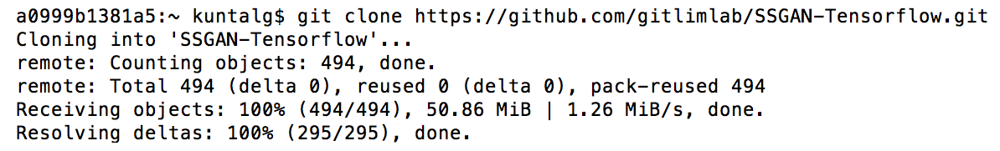 a0999b1381a5:~ kuntalg$ git clone https://github.com/gitlimlab/SSGAN-Tensorflow.git
Cloning into 'SSGAN-Tensorflow'...
remote: Counting objects: 494, done.
remote: Total 494 (delta 0), reused 0 (delta 0), pack-reused 494
Receiving objects: 100% (494/494), 50.86 MiB | 1.26 MiB/s, done.
Resolving deltas: 100% (295/295), done.